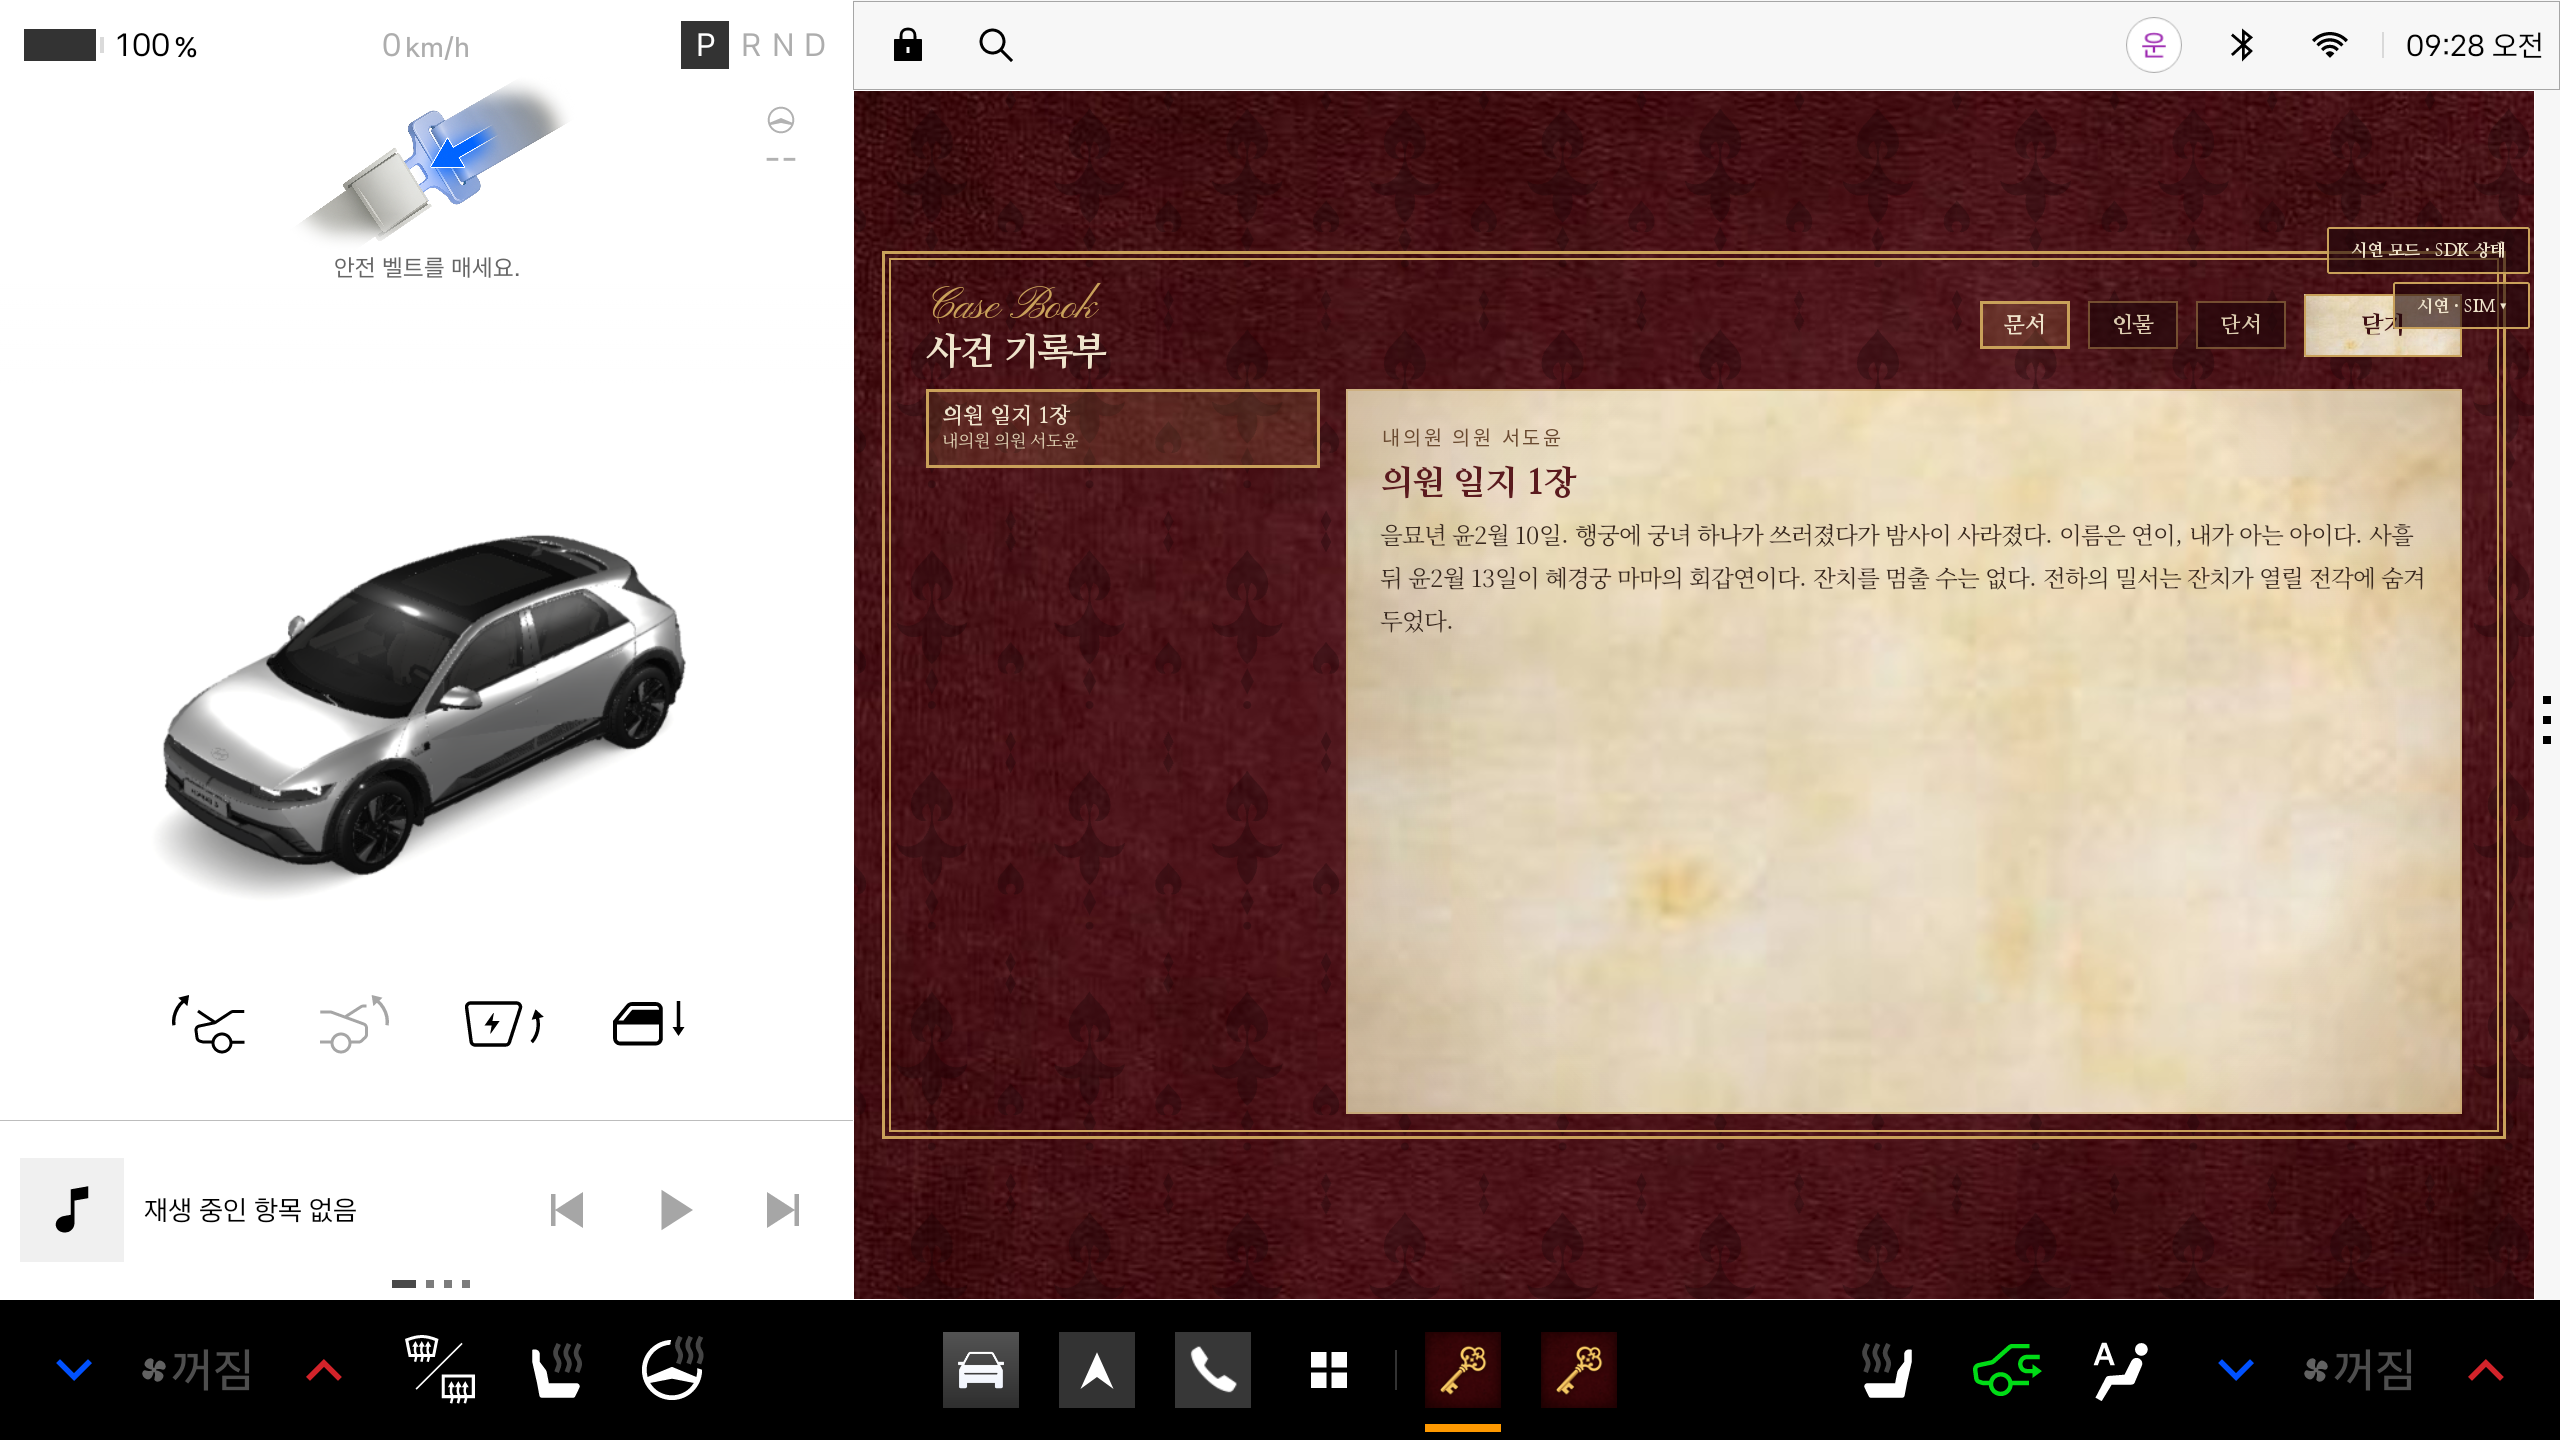 100 %
0 km/h
P R N D
안전 벨트를 매세요.
재생 중인 항목 없음
운
09:28 오전
시연 모드 · SDK 상태
시연 · SIM ▾
Case Book
사건 기록부
문서
인물
단서
의원 일지 1장
내의원 의원 서도윤
내의원 의원 서도윤
의원 일지 1장
을묘년 윤2월 10일. 행궁에 궁녀 하나가 쓰러졌다가 밤사이 사라졌다. 이름은 연이, 내가 아는 아이다. 사흘
뒤 윤2월 13일이 혜경궁 마마의 회갑연이다. 잔치를 멈출 수는 없다. 전하의 밀서는 잔치가 열릴 전각에 숨겨
두었다.
꺼짐
A
꺼짐